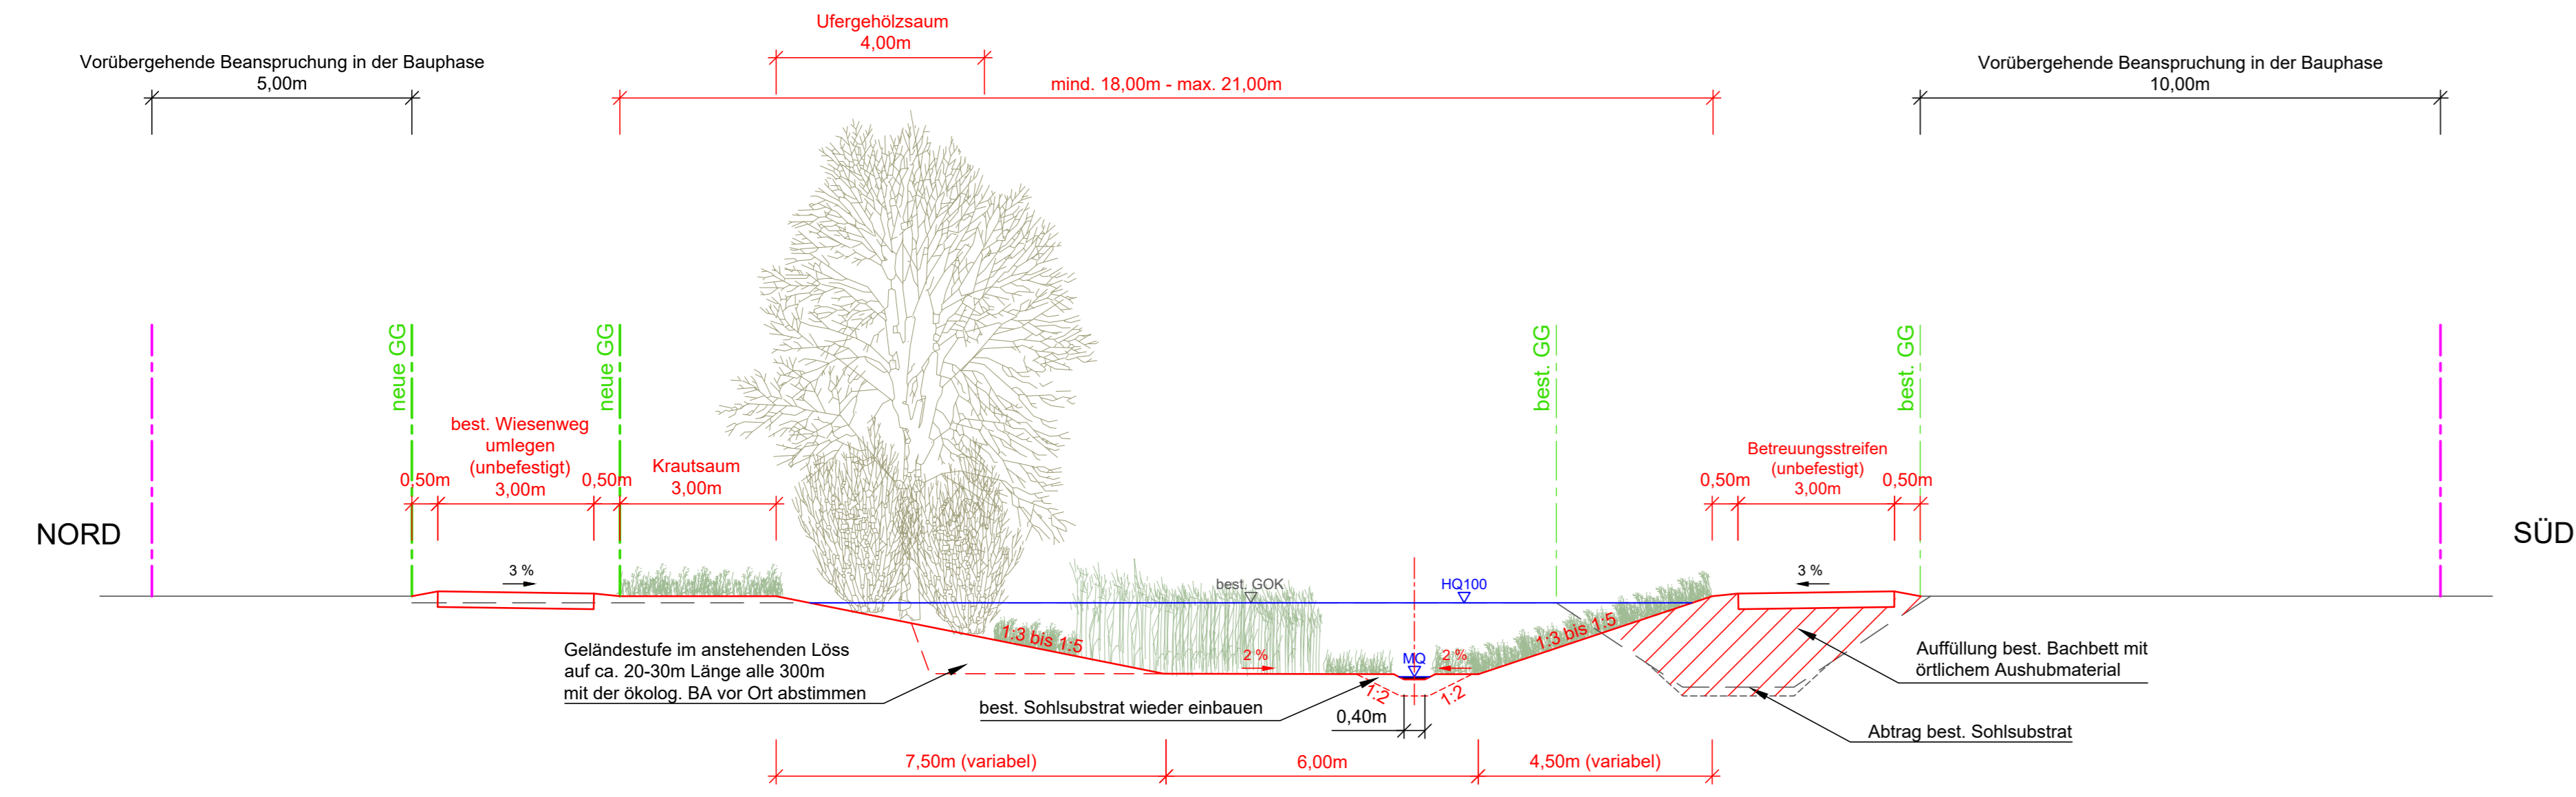 Ufergehölzsaum
4,00m
Vorübergehende Beanspruchung in der Bauphase
5,00m
mind. 18,00m - max. 21,00m
Vorübergehende Beanspruchung in der Bauphase
10,00m
neue GG
neue GG
best. GG
best. GG
best. Wiesenweg
umlegen
(unbefestigt)
3,00m
0,50m
0,50m
Krautsaum
3,00m
Betreuungsstreifen
(unbefestigt)
3,00m
0,50m
0,50m
NORD
SÜD
3 %
best. GOK
HQ100
3 %
1:3 bis 1:5
1:3 bis 1:5
2 %
MQ
2 %
1:2
1:2
Geländestufe im anstehenden Löss
auf ca. 20-30m Länge alle 300m
mit der ökolog. BA vor Ort abstimmen
best. Sohlsubstrat wieder einbauen
0,40m
Auffüllung best. Bachbett mit
örtlichem Aushubmaterial
Abtrag best. Sohlsubstrat
7,50m (variabel)
6,00m
4,50m (variabel)